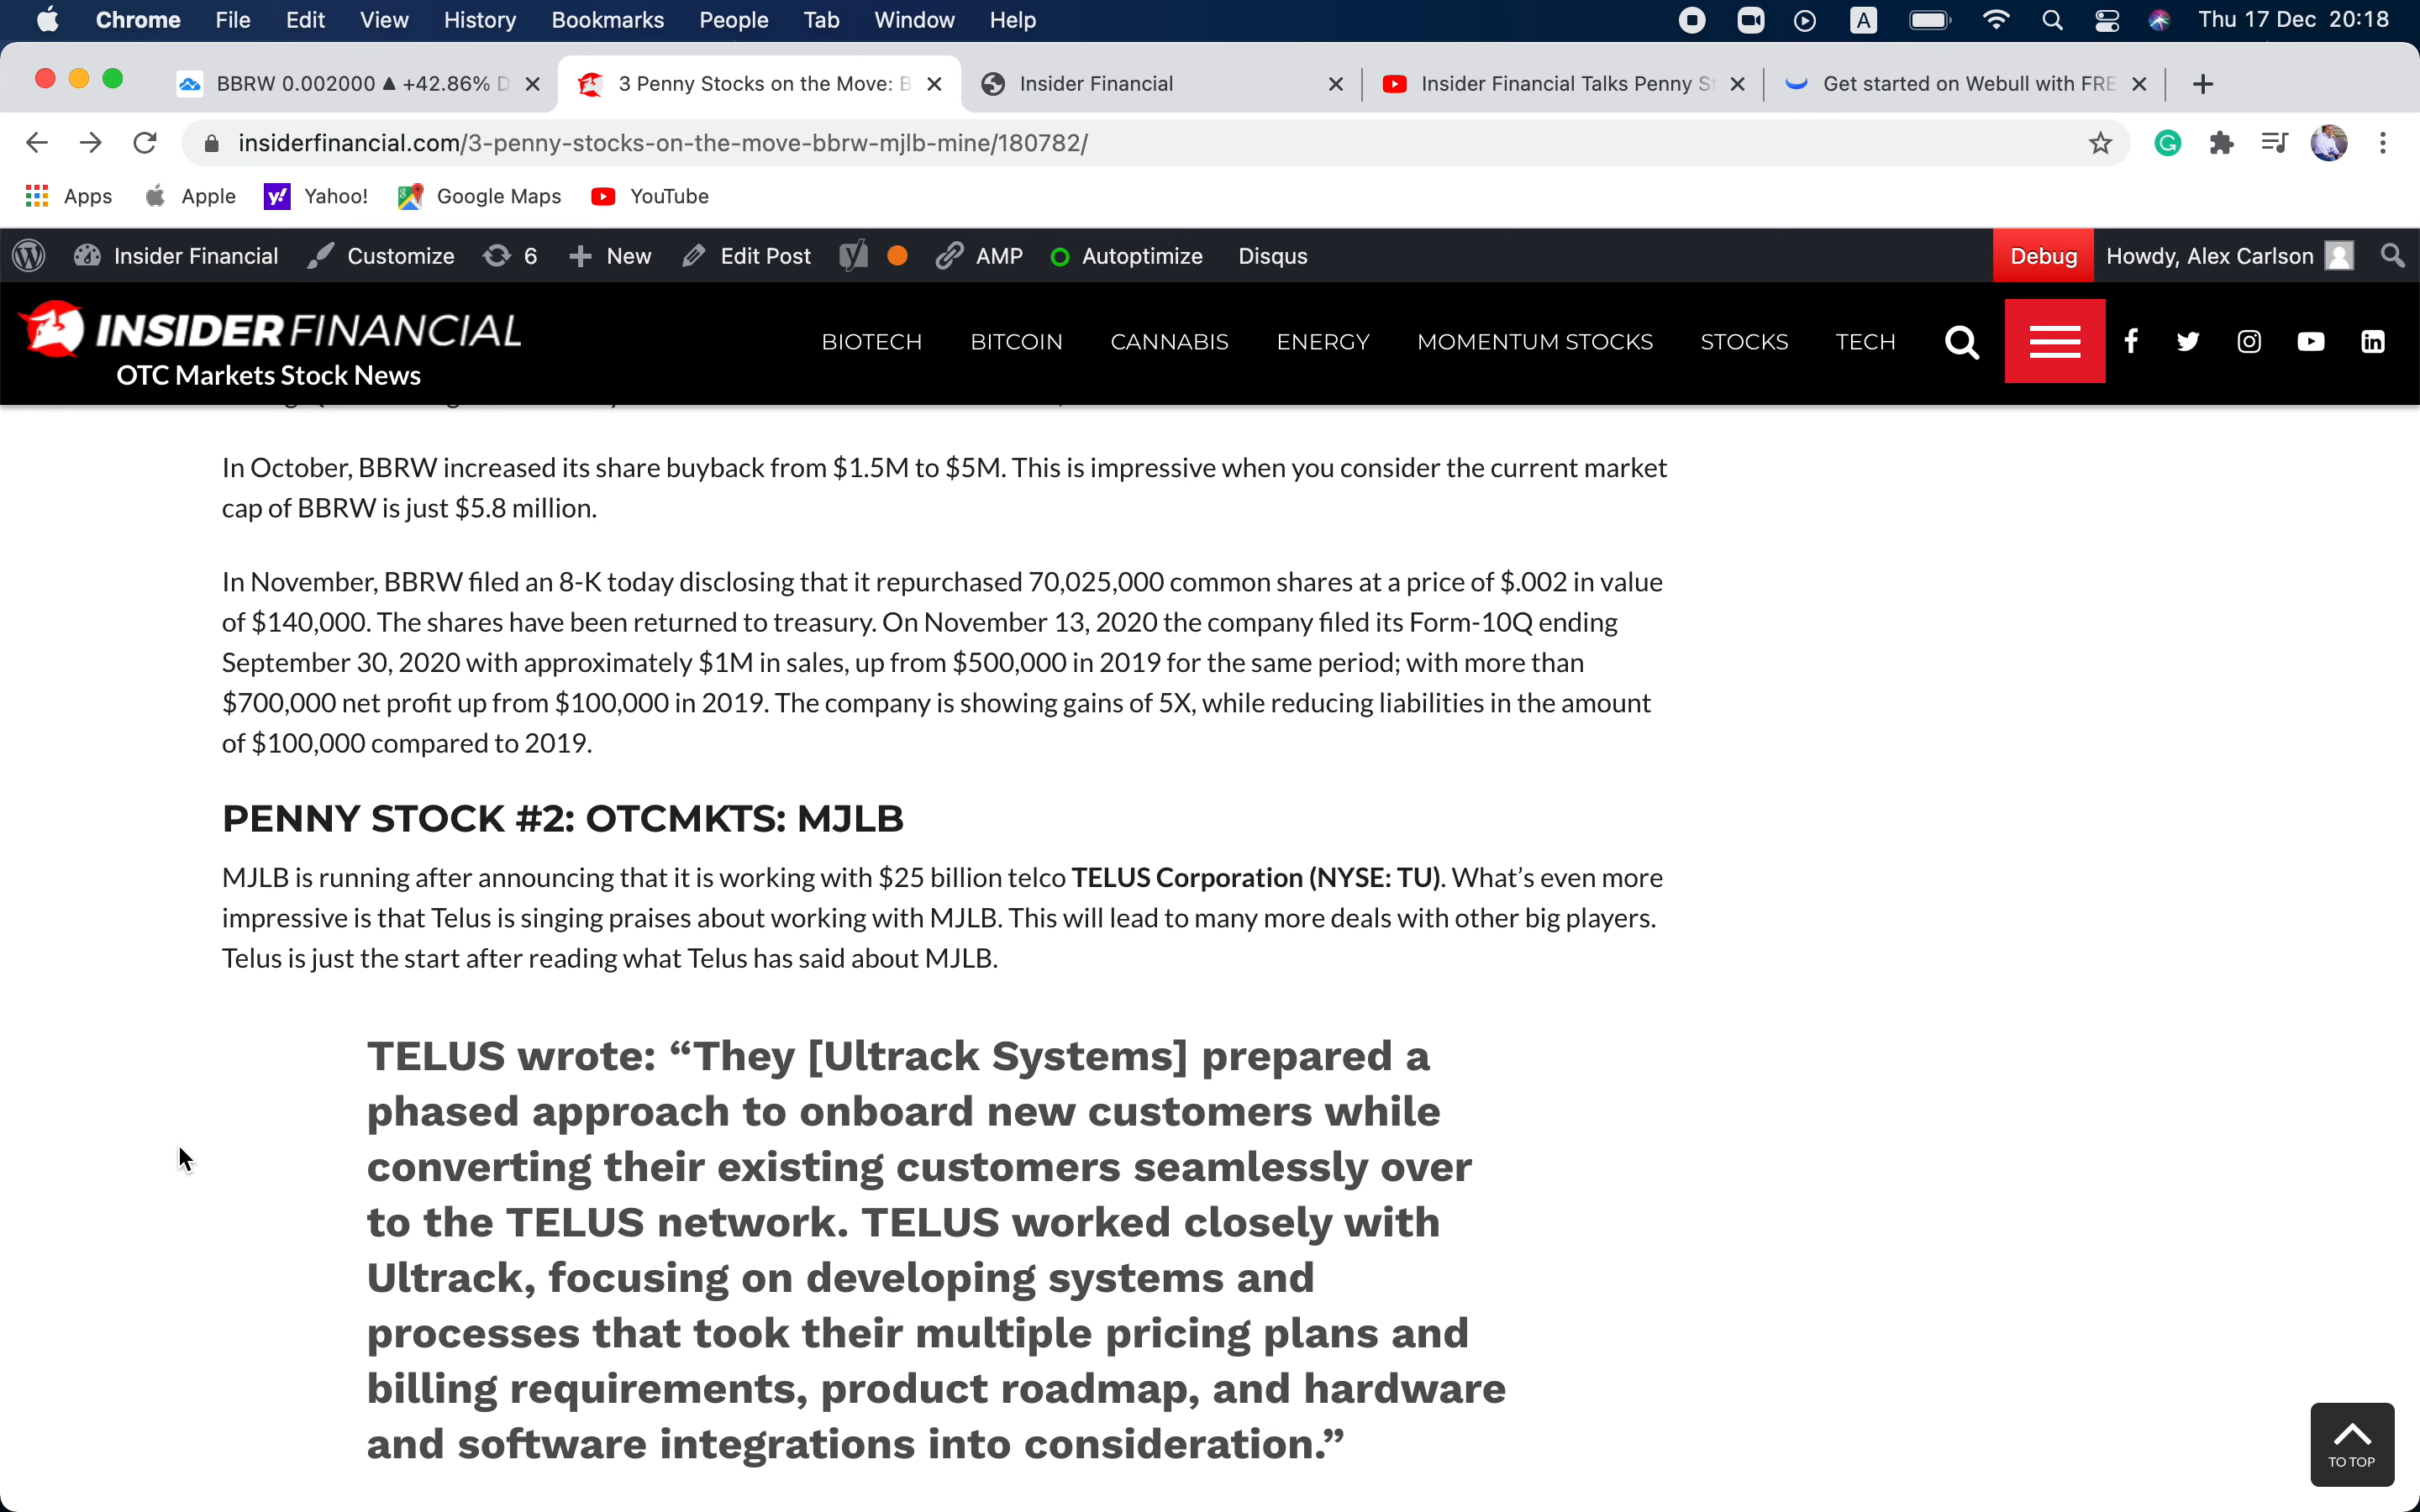 Chrome File Edit View History Bookmarks People Tab Window Help A Thu 17 Dec 20:18
BBRW 0.002000 ▲ +42.86% D 3 Penny Stocks on the Move: B Insider Financial Insider Financial Talks Penny St Get started on Webull with FRE
insiderfinancial.com/3-penny-stocks-on-the-move-bbrw-mjlb-mine/180782/
Apps Apple Yahoo! Google Maps YouTube
Insider Financial Customize 6 New Edit Post AMP Autoptimize Disqus Debug Howdy, Alex Carlson
INSIDER FINANCIAL
OTC Markets Stock News
BIOTECH BITCOIN CANNABIS ENERGY MOMENTUM STOCKS STOCKS TECH
In October, BBRW increased its share buyback from $1.5M to $5M. This is impressive when you consider the current market
cap of BBRW is just $5.8 million.
In November, BBRW filed an 8-K today disclosing that it repurchased 70,025,000 common shares at a price of $.002 in value
of $140,000. The shares have been returned to treasury. On November 13, 2020 the company filed its Form-10Q ending
September 30, 2020 with approximately $1M in sales, up from $500,000 in 2019 for the same period; with more than
$700,000 net profit up from $100,000 in 2019. The company is showing gains of 5X, while reducing liabilities in the amount
of $100,000 compared to 2019.
PENNY STOCK #2: OTCMKTS: MJLB
MJLB is running after announcing that it is working with $25 billion telco TELUS Corporation (NYSE: TU). What’s even more
impressive is that Telus is singing praises about working with MJLB. This will lead to many more deals with other big players.
Telus is just the start after reading what Telus has said about MJLB.
TELUS wrote: “They [Ultrack Systems] prepared a
phased approach to onboard new customers while
converting their existing customers seamlessly over
to the TELUS network. TELUS worked closely with
Ultrack, focusing on developing systems and
processes that took their multiple pricing plans and
billing requirements, product roadmap, and hardware
and software integrations into consideration.”
TO TOP